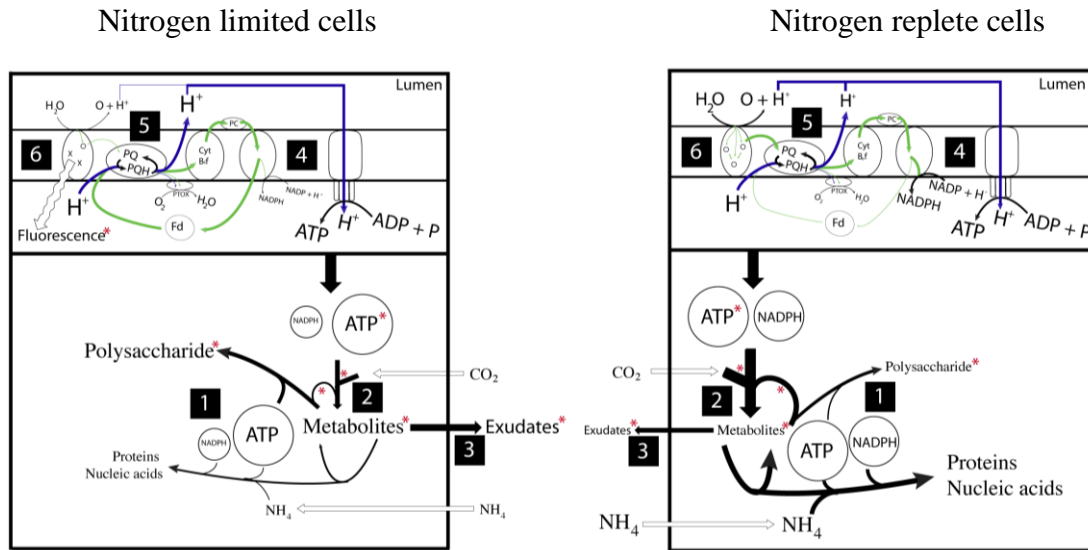 Nitrogen limited cells
Nitrogen replete cells
Lumen
H₂O
O + H⁺
H⁺
5
PC
6
X
X
O
PQ
PQH
Cyt
B₆f
4
NADP + H⁺
NADPH
PTOX
O₂
H₂O
H⁺
Fd
Fluorescence*
ATP
H⁺
ADP + P
NADPH
ATP*
Polysaccharide*
*
*
CO₂
1
2
NADPH
ATP
Metabolites*
Exudates*
3
Proteins
Nucleic acids
NH₄
NH₄
Lumen
H₂O
O + H⁺
H⁺
5
PC
6
O
O
O
PQ
PQH
Cyt
B₆f
4
NADP + H⁺
NADPH
PTOX
O₂
H₂O
H⁺
Fd
ATP
H⁺
ADP + P
ATP*
NADPH
CO₂
*
*
Polysaccharide*
2
1
Exudates*
Metabolites*
3
ATP
NADPH
Proteins
Nucleic acids
NH₄
NH₄